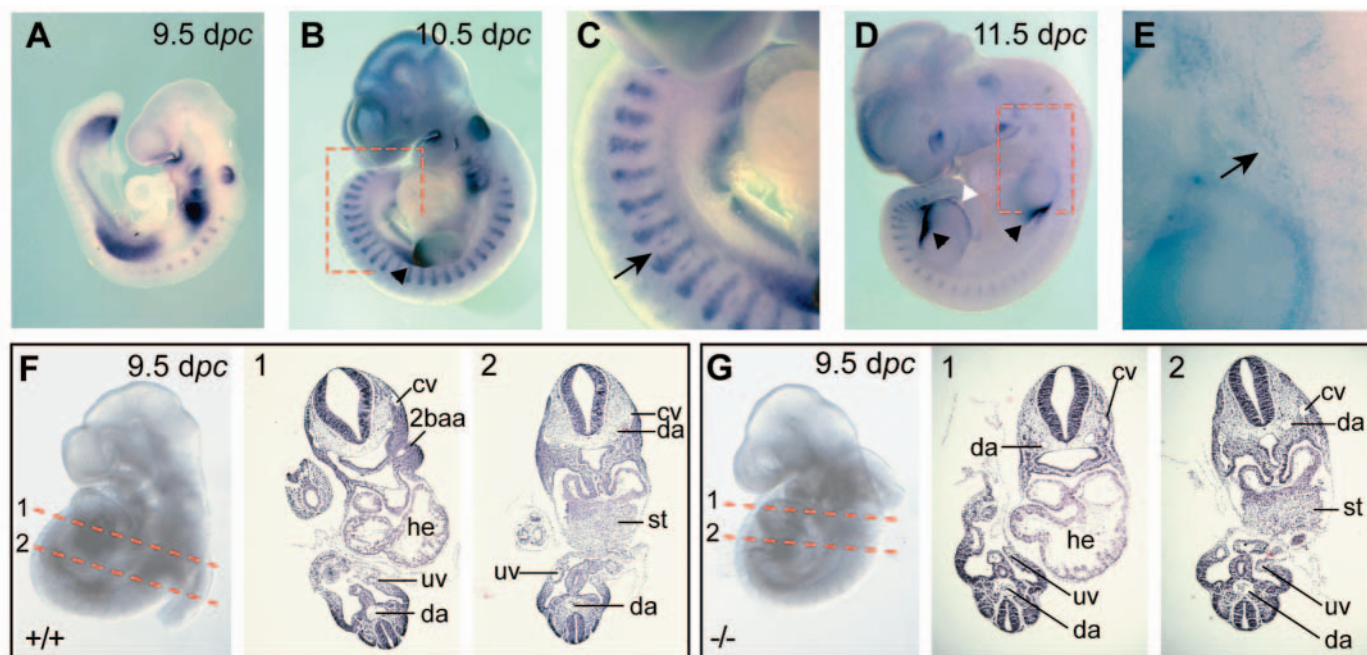 A 9.5 dpc
B 10.5 dpc
C
D 11.5 dpc
E
F 9.5 dpc
1
2
+/+
1
cv
2baa
he
uv
da
2
cv
da
st
uv
da
G 9.5 dpc
1
2
-/-
1
cv
da
he
uv
da
2
cv
da
st
uv
da